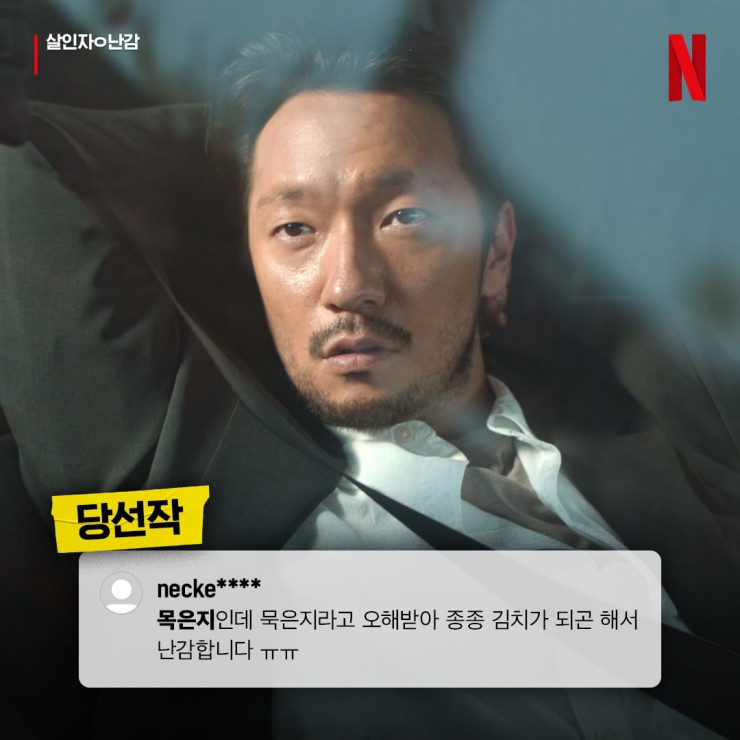 살인자ㅇ난감
N
당선작
necke****
목은지인데 묵은지라고 오해받아 종종 김치가 되곤 해서
난감합니다 ㅠㅠ